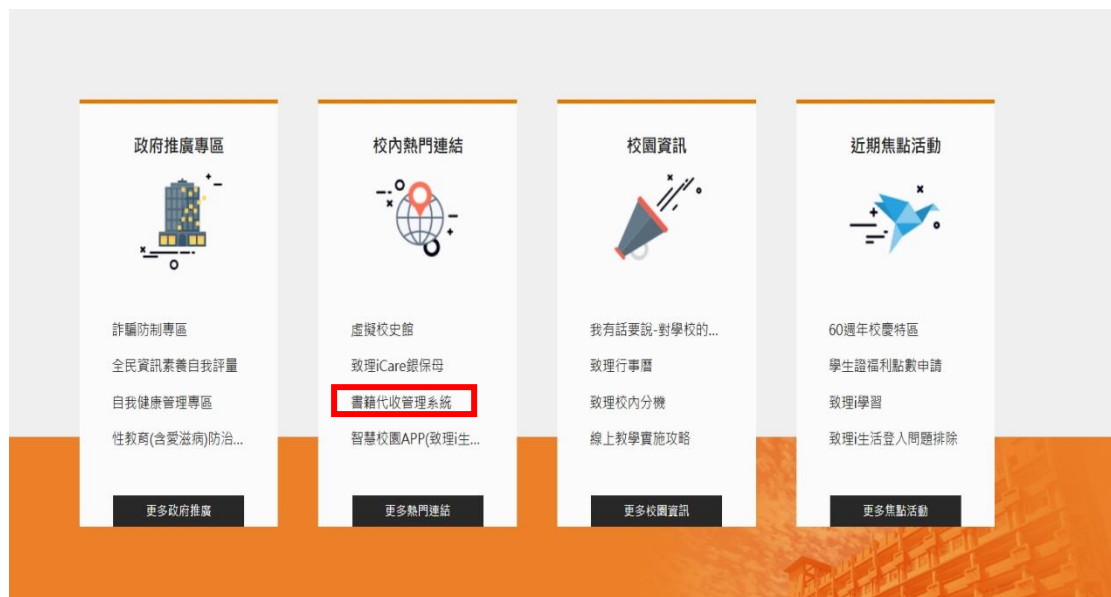 政府推廣專區
詐騙防制專區
全民資訊素養自我評量
自我健康管理專區
性教育(含愛滋病)防治...
更多政府推廣
校內熱門連結
虛擬校史館
致理iCare銀保母
書籍代收管理系統
智慧校園APP(致理i生...
更多熱門連結
校園資訊
我有話要說-對學校的...
致理行事曆
致理校內分機
線上教學實施攻略
更多校園資訊
近期焦點活動
60週年校慶特區
學生證福利點數申請
致理i學習
致理i生活登入問題排除
更多焦點活動